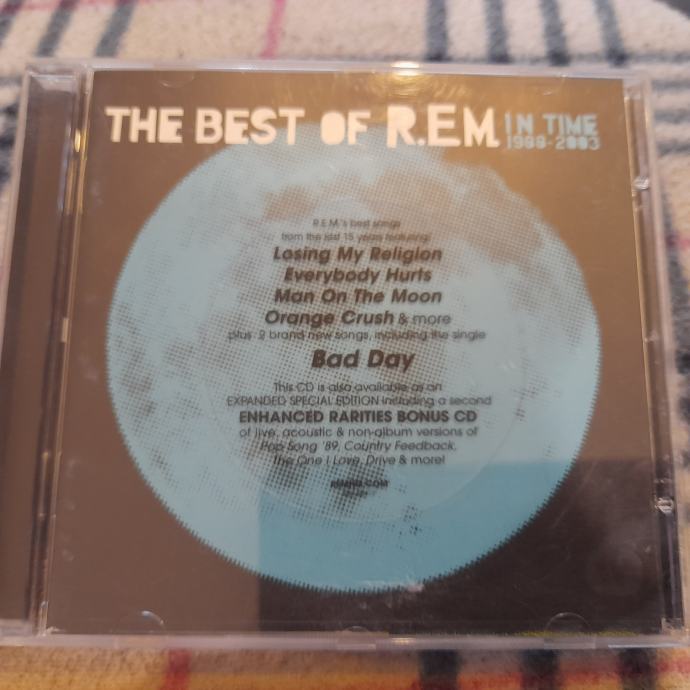 THE BEST OF R.E.M. IN TIME
1988-2003
R.E.M.'s best songs
from the last 15 years featuring:
Losing My Religion
Everybody Hurts
Man On The Moon
Orange Crush & more
plus 2 brand new songs, including the single
Bad Day
This CD is also available as an
EXPANDED SPECIAL EDITION including a second
ENHANCED RARITIES BONUS CD
of live, acoustic & non-album versions of
Pop Song '89, Country Feedback,
The One I Love, Drive & more!
REMHQ.COM